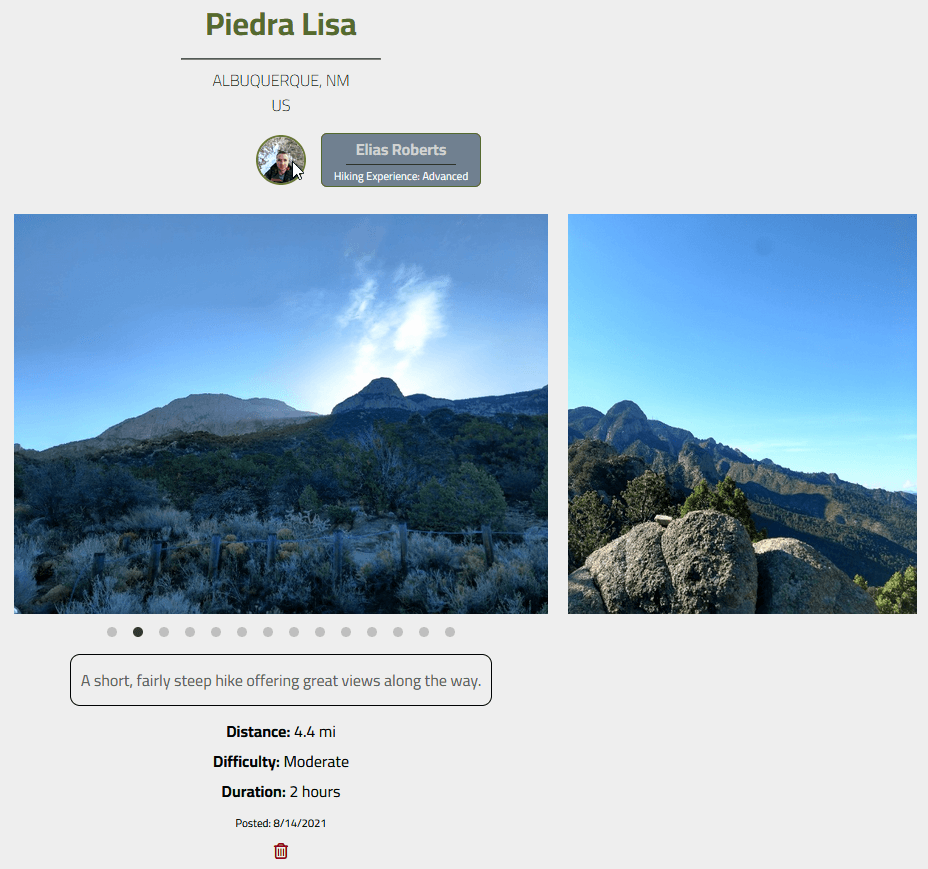 Piedra Lisa
ALBUQUERQUE, NM
US
Elias Roberts
Hiking Experience: Advanced
A short, fairly steep hike offering great views along the way.
Distance: 4.4 mi
Difficulty: Moderate
Duration: 2 hours
Posted: 8/14/2021